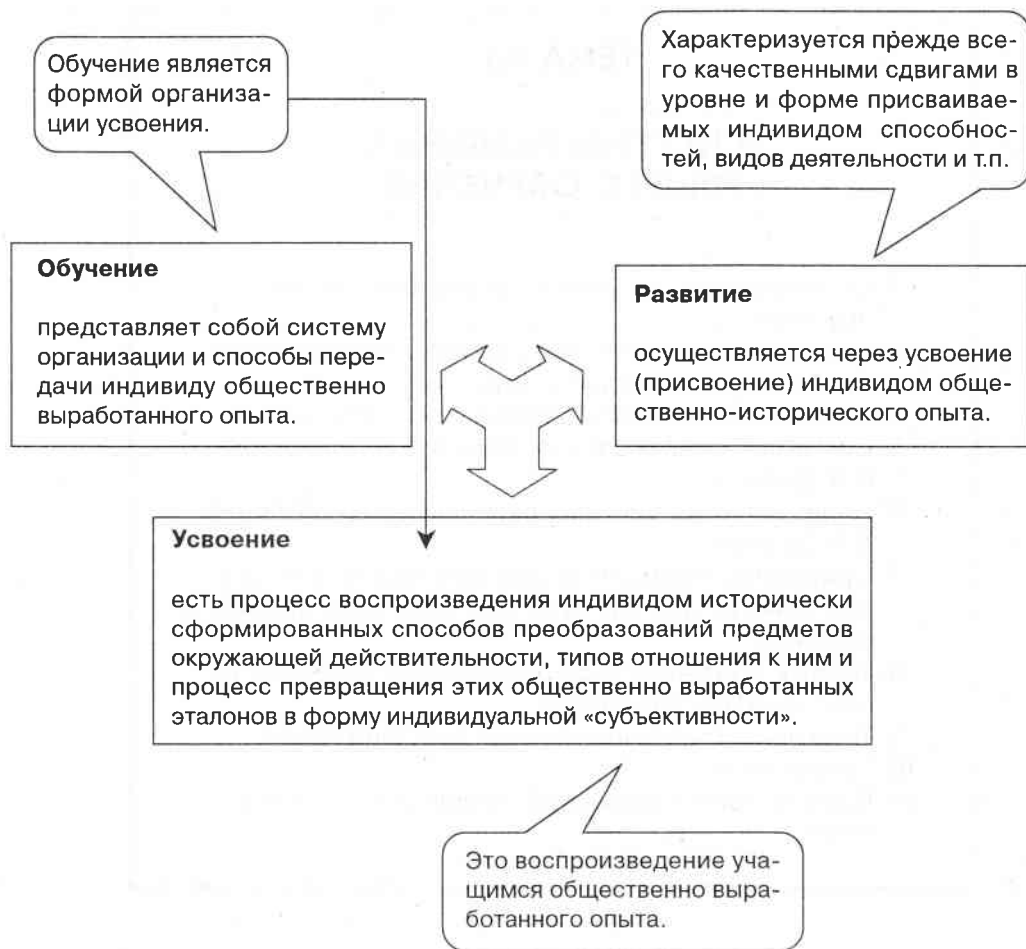 Обучение является
формой организа-
ции усвоения.
Характеризуется прежде все-
го качественными сдвигами в
уровне и форме присваивае-
мых индивидом способнос-
тей, видов деятельности и т.п.
Обучение
представляет собой систему
организации и способы пере-
дачи индивиду общественно
выработанного опыта.
Развитие
осуществляется через усвоение
(присвоение) индивидом обще-
ственно-исторического опыта.
Усвоение
есть процесс воспроизведения индивидом исторически
сформированных способов преобразований предметов
окружающей действительности, типов отношения к ним и
процесс превращения этих общественно выработанных
эталонов в форму индивидуальной «субъективности».
Это воспроизведение уча-
щимся общественно выра-
ботанного опыта.